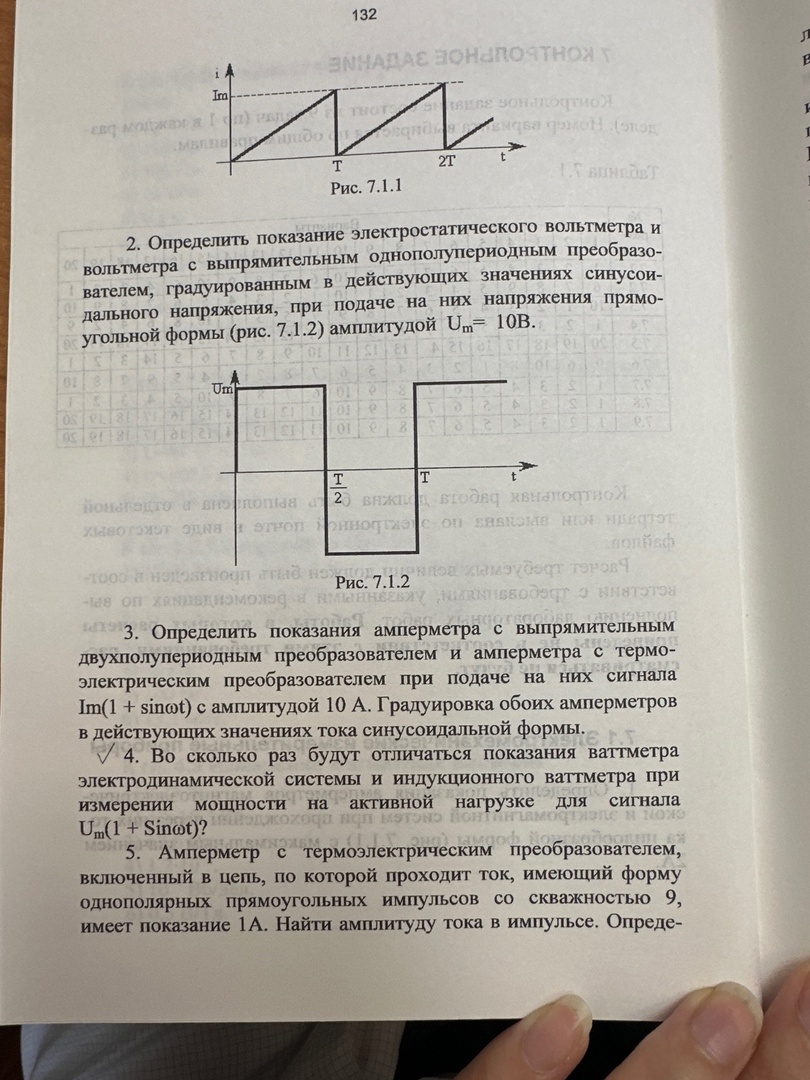 132
i
Im
T
2T
t
Рис. 7.1.1
2. Определить показание электростатического вольтметра и
вольтметра с выпрямительным однополупериодным преобразо-
вателем, градуированным в действующих значениях синусои-
дального напряжения, при подаче на них напряжения прямо-
угольной формы (рис. 7.1.2) амплитудой Um= 10В.
Um
T
2
T
t
Рис. 7.1.2
3. Определить показания амперметра с выпрямительным
двухполупериодным преобразователем и амперметра с термо-
электрическим преобразователем при подаче на них сигнала
Im(1 + sinωt) с амплитудой 10 А. Градуировка обоих амперметров
в действующих значениях тока синусоидальной формы.
✓ 4. Во сколько раз будут отличаться показания ваттметра
электродинамической системы и индукционного ваттметра при
измерении мощности на активной нагрузке для сигнала
Um(1 + Sinωt)?
5. Амперметр с термоэлектрическим преобразователем,
включенный в цепь, по которой проходит ток, имеющий форму
однополярных прямоугольных импульсов со скважностью 9,
имеет показание 1А. Найти амплитуду тока в импульсе. Опреде-